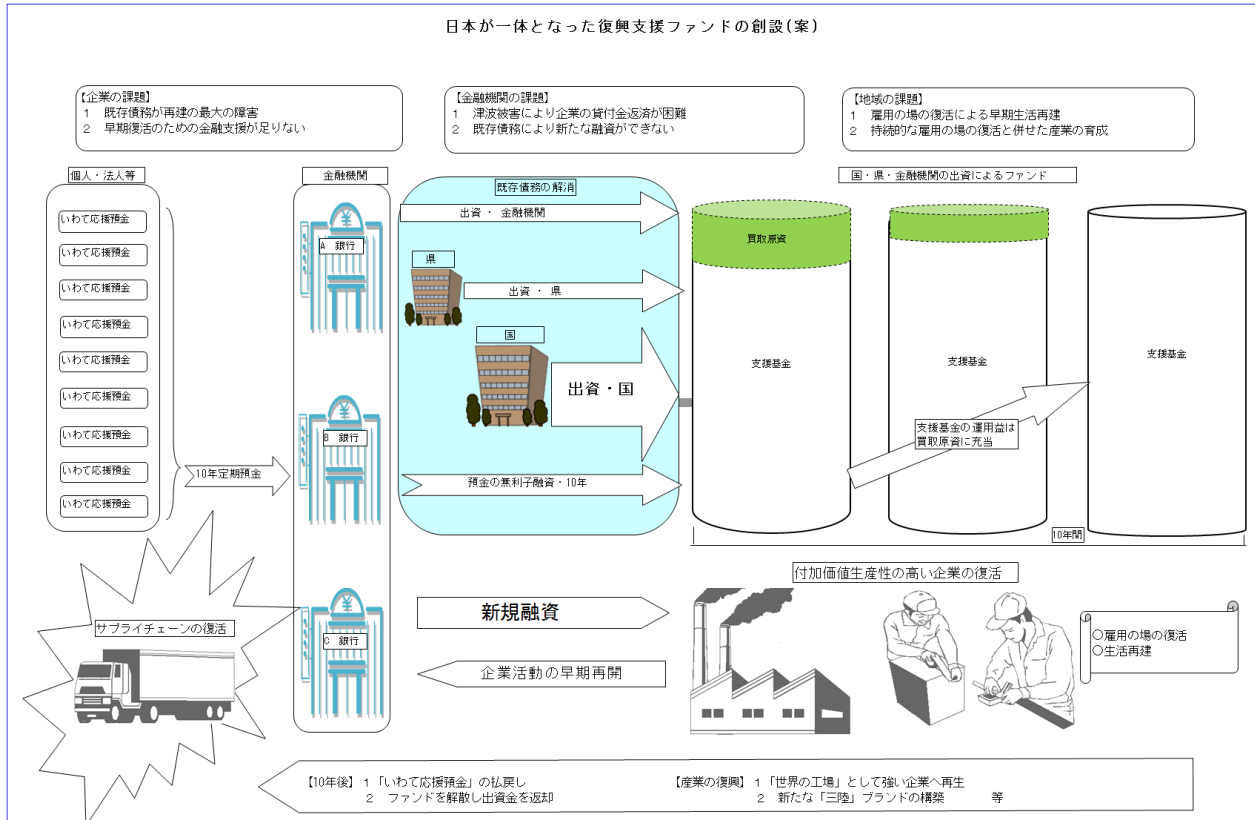 日本が一体となった復興支援ファンドの創設(案)
【企業の課題】
1 既存債務が再建の最大の障害
2 早期復活のための金融支援が足りない
【金融機関の課題】
1 津波被害により企業の貸付金返済が困難
2 既存債務により新たな融資ができない
【地域の課題】
1 雇用の場の復活による早期生活再建
2 持続的な雇用の場の復活と併せた産業の育成
個人・法人等
いわて応援預金
いわて応援預金
いわて応援預金
いわて応援預金
いわて応援預金
いわて応援預金
いわて応援預金
いわて応援預金
いわて応援預金
10年定期預金
金融機関
¥
A 銀行
¥
B 銀行
¥
C 銀行
既存債務の解消
出資・金融機関
県
出資・県
国
出資・国
預金の無利子融資・10年
国・県・金融機関の出資によるファンド
買取原資
支援基金
支援基金
支援基金
支援基金の運用益は
買取原資に充当
10年間
サプライチェーンの復活
新規融資
企業活動の早期再開
付加価値生産性の高い企業の復活
○雇用の場の復活
○生活再建
【10年後】 1「いわて応援預金」の払戻し
2 ファンドを解散し出資金を返却
【産業の復興】 1「世界の工場」として強い企業へ再生
2 新たな「三陸」ブランドの構築 等